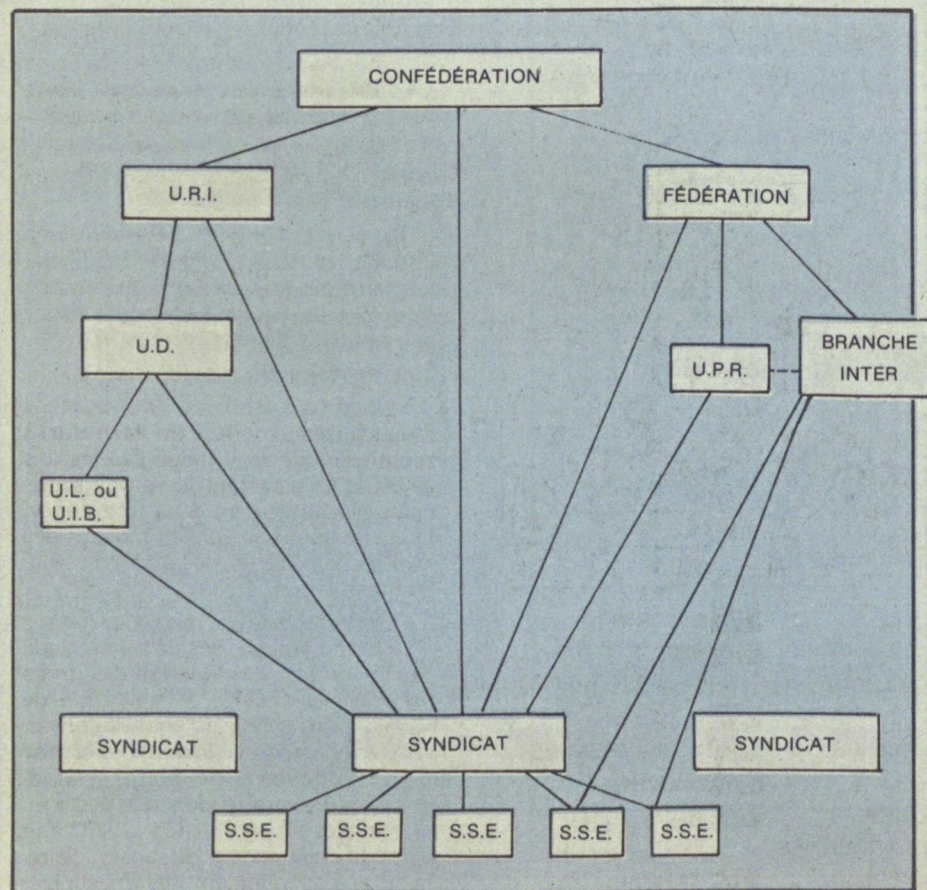 CONFÉDÉRATION
U.R.I.
FÉDÉRATION
U.D.
U.P.R.
BRANCHE
INTER
U.L. ou
U.I.B.
SYNDICAT
SYNDICAT
SYNDICAT
S.S.E.
S.S.E.
S.S.E.
S.S.E.
S.S.E.